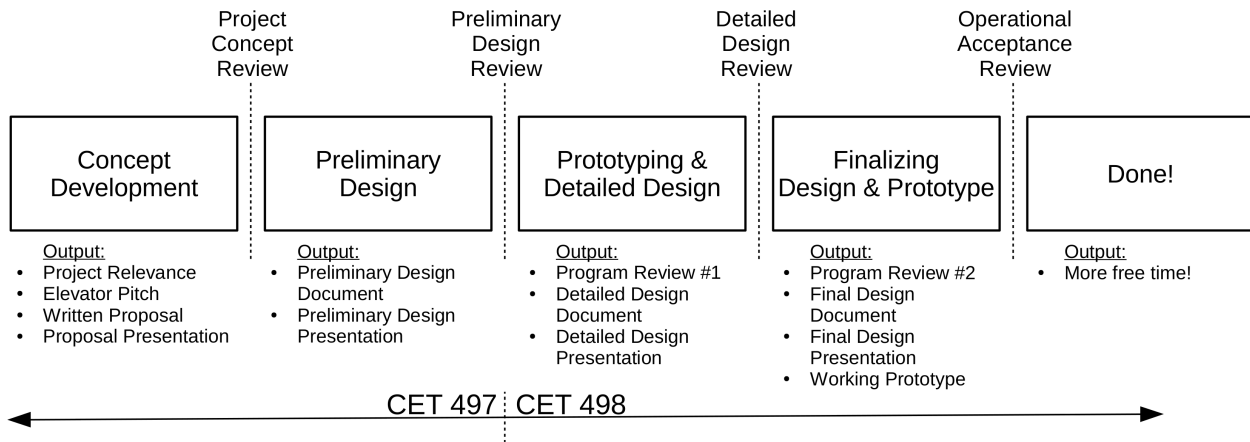 Project
Concept
Review
Preliminary
Design
Review
Detailed
Design
Review
Operational
Acceptance
Review
Concept
Development
Preliminary
Design
Prototyping &
Detailed Design
Finalizing
Design & Prototype
Done!
Output:
• Project Relevance
• Elevator Pitch
• Written Proposal
• Proposal Presentation
Output:
• Preliminary Design
Document
• Preliminary Design
Presentation
Output:
• Program Review #1
• Detailed Design
Document
• Detailed Design
Presentation
Output:
• Program Review #2
• Final Design
Document
• Final Design
Presentation
• Working Prototype
Output:
• More free time!
CET 497
CET 498